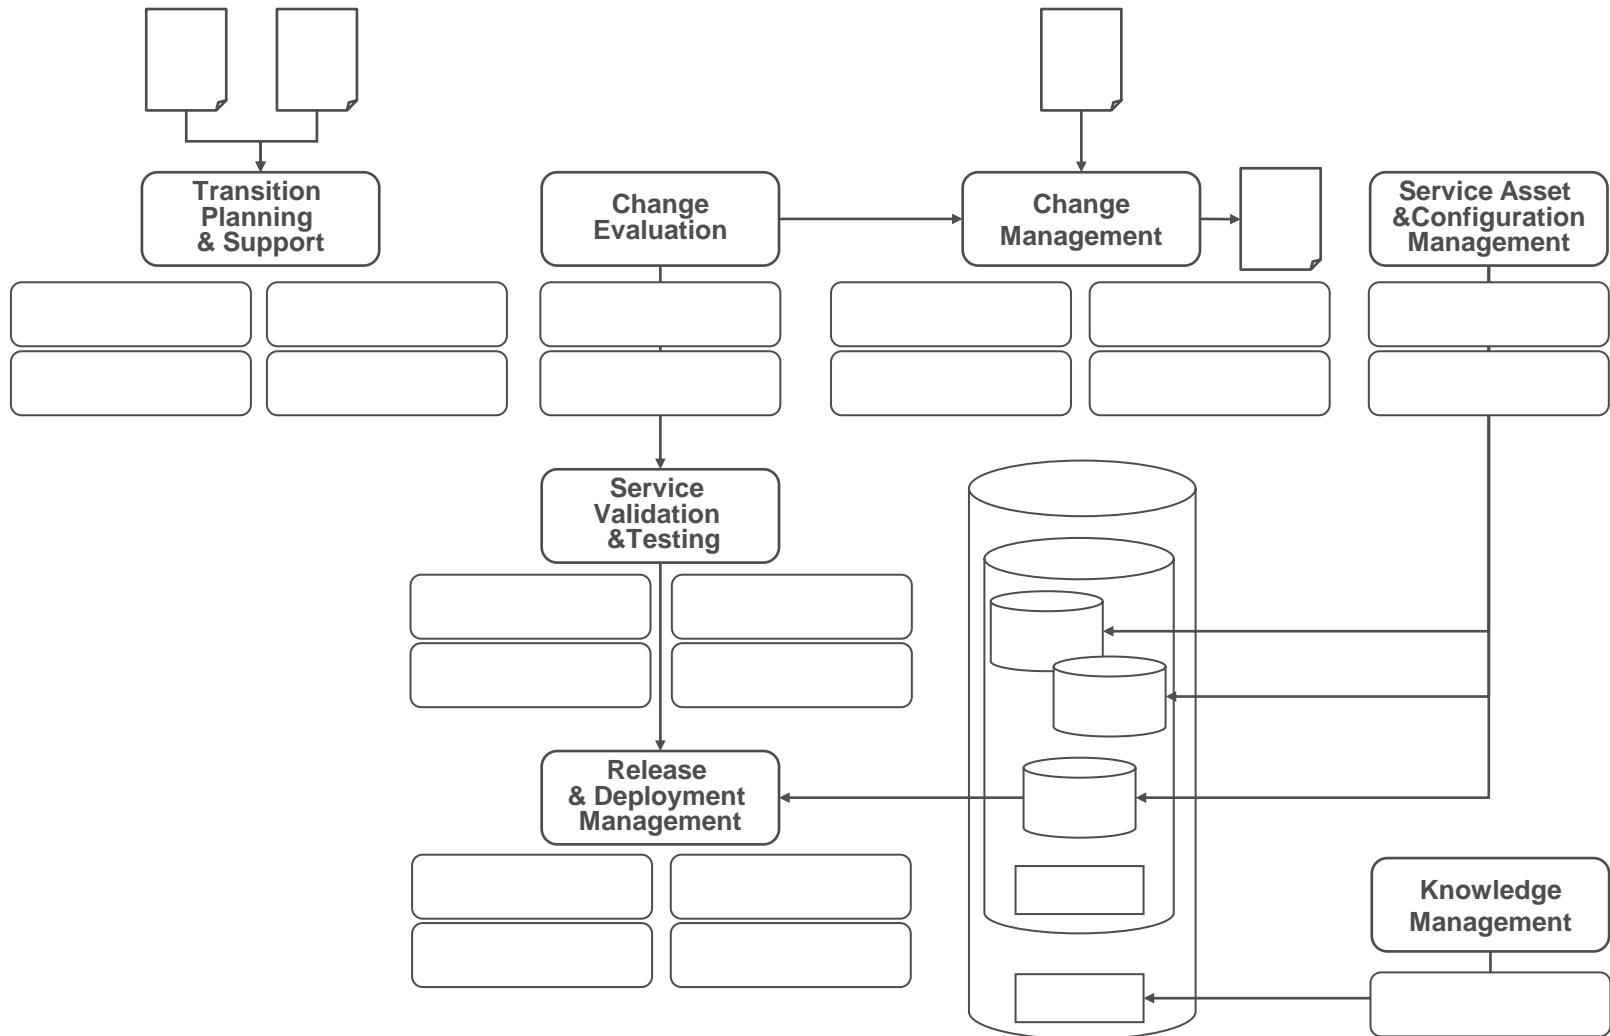 Transition
Planning
& Support
Change
Evaluation
Change
Management
Service Asset
&Configuration
Management
Service
Validation
&Testing
Release
& Deployment
Management
Knowledge
Management